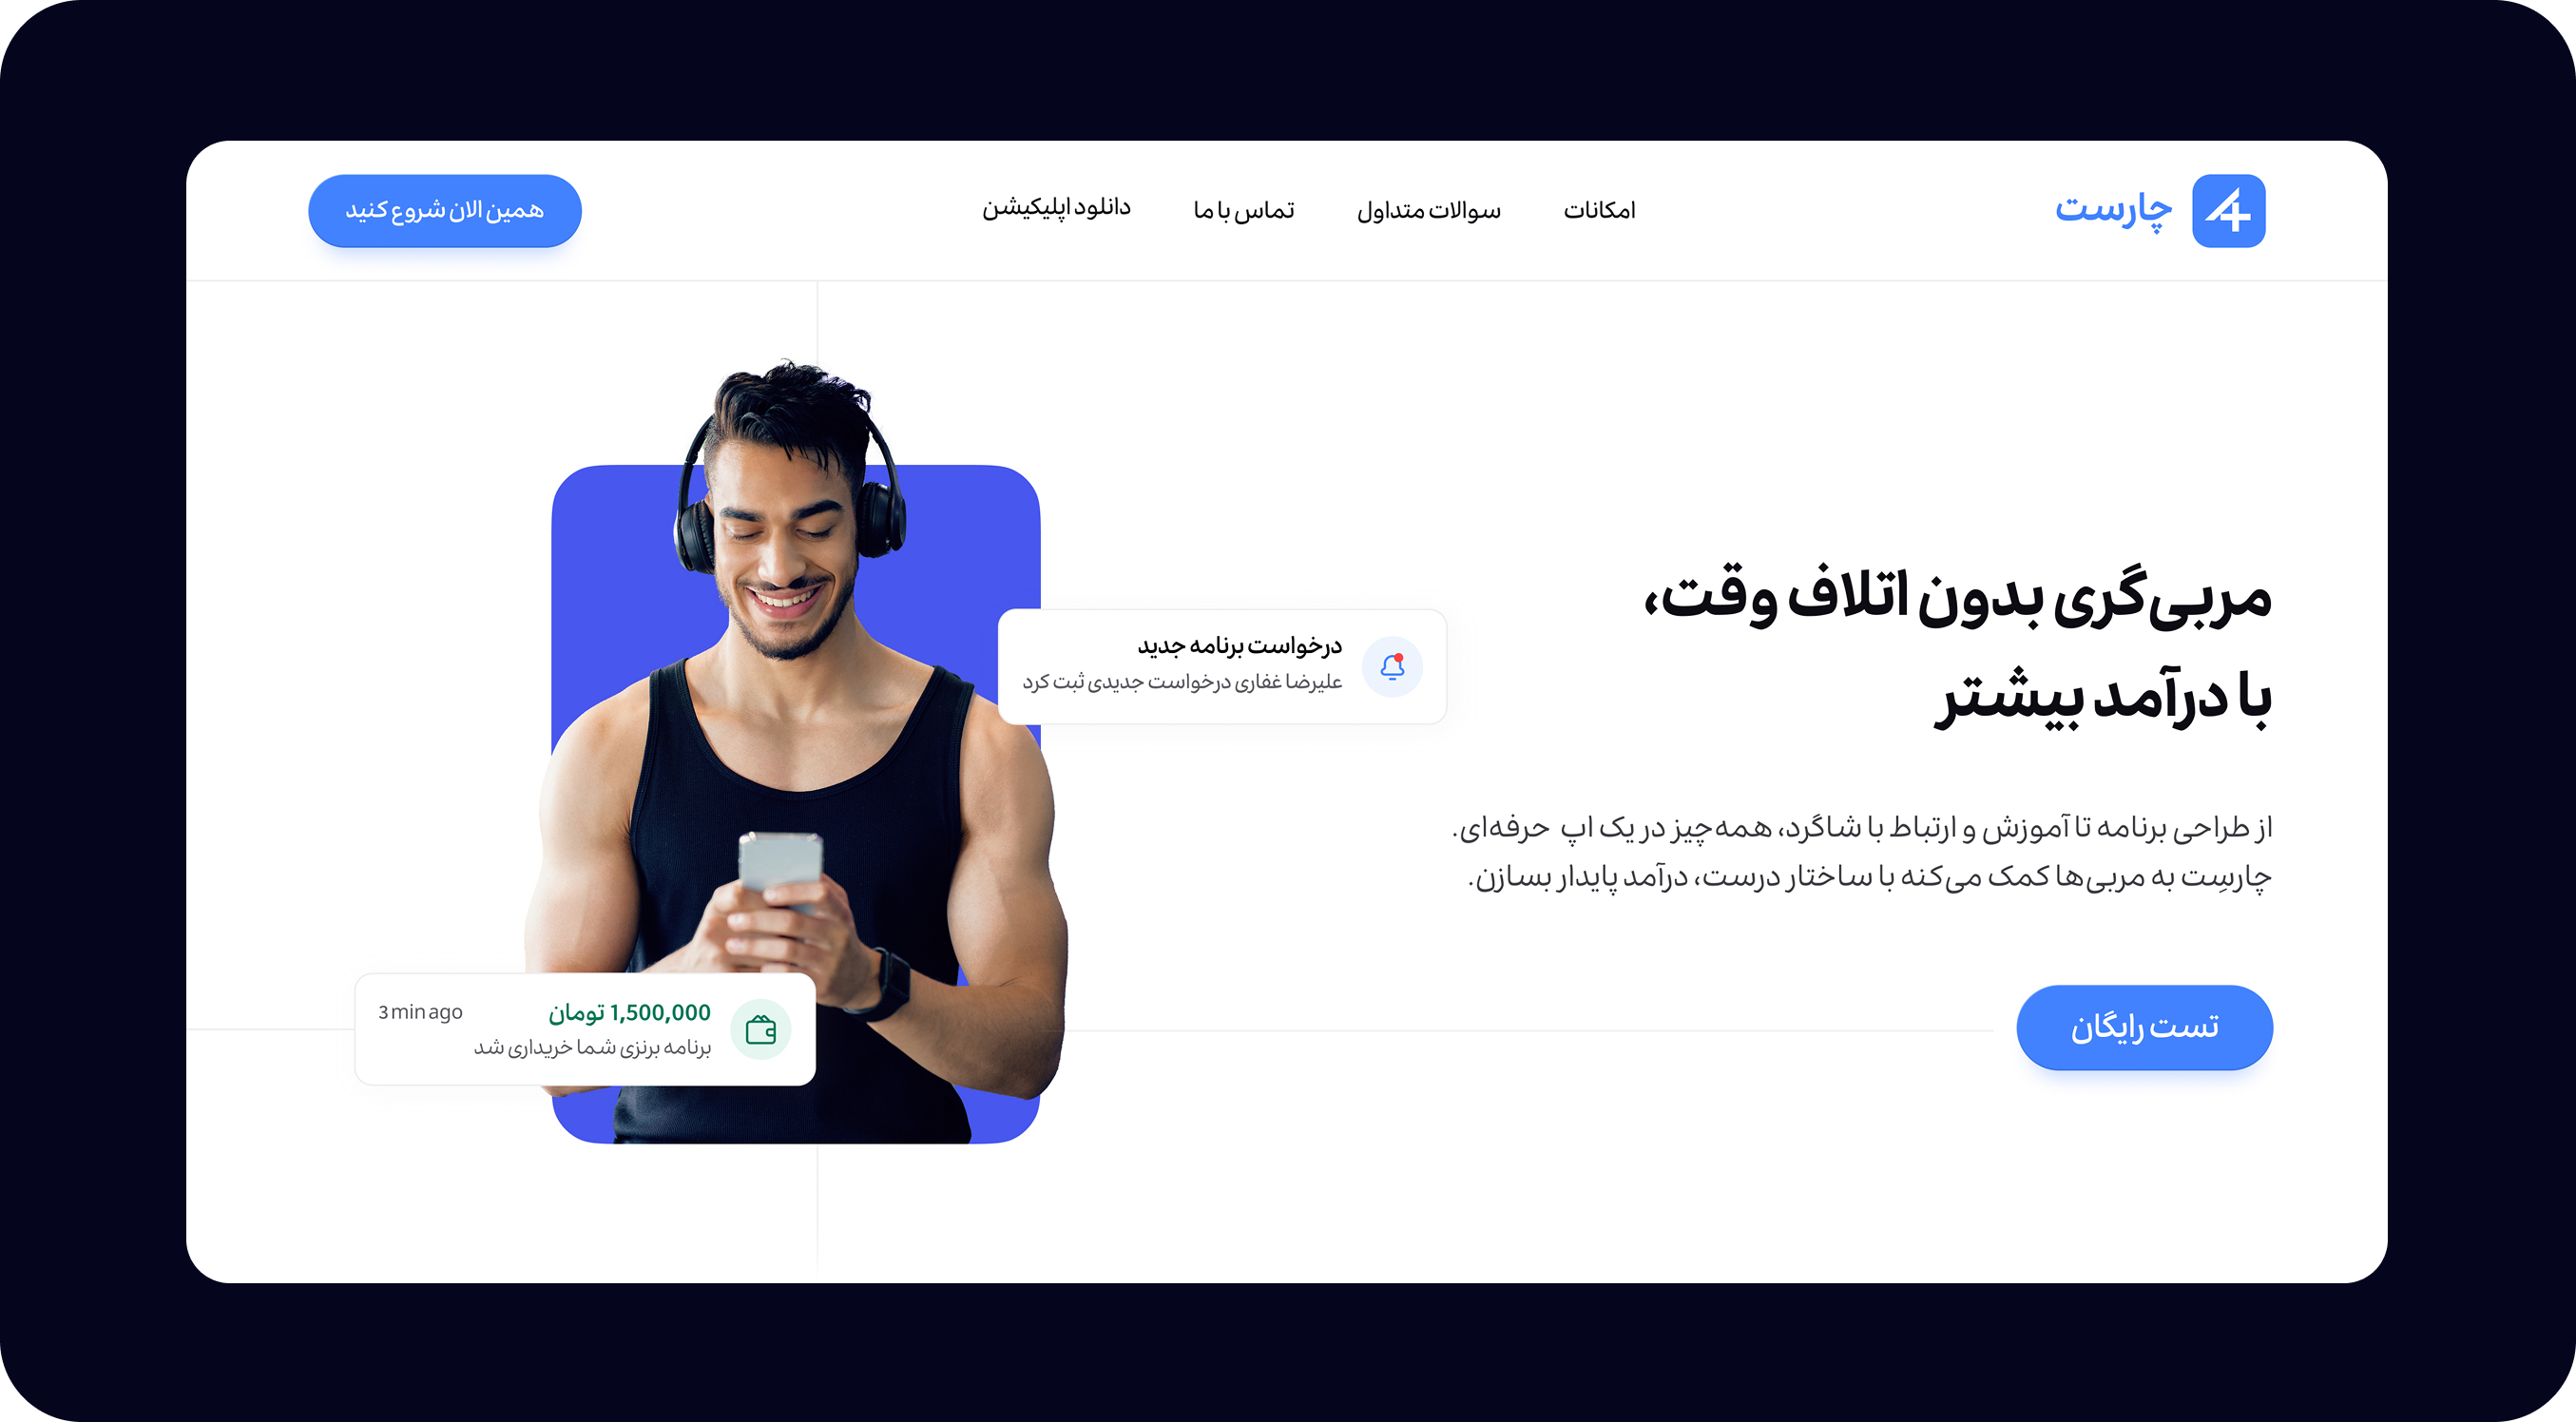 4 چارست
امکانات
سوالات متداول
تماس با ما
دانلود اپلیکیشن
همین الان شروع کنید
مربی‌گری بدون اتلاف وقت،
با درآمد بیشتر
از طراحی برنامه تا آموزش و ارتباط با شاگرد، همه‌چیز در یک اپ حرفه‌ای.
چارسِت به مربی‌ها کمک می‌کنه با ساختار درست، درآمد پایدار بسازن.
تست رایگان
درخواست برنامه جدید
علیرضا غفاری درخواست جدیدی ثبت کرد
1,500,000 تومان
3 min ago
برنامه برنزی شما خریداری شد